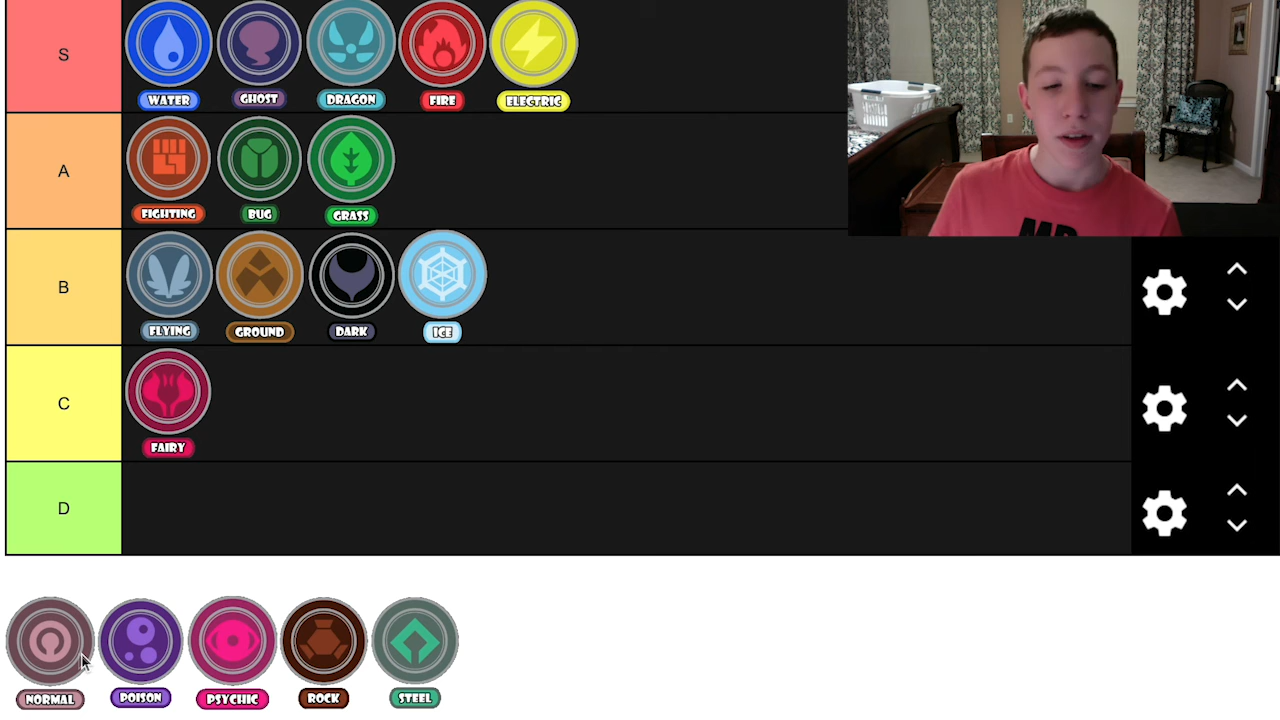 S
WATER GHOST DRAGON FIRE ELECTRIC
A
FIGHTING BUG GRASS
B
FLYING GROUND DARK ICE
C
FAIRY
D
NORMAL POISON PSYCHIC ROCK STEEL